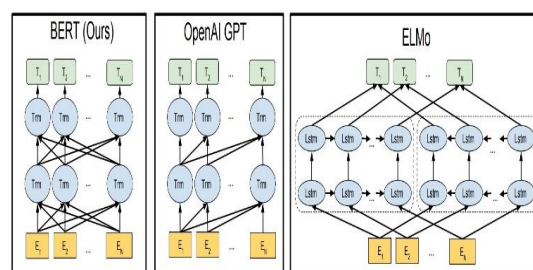 BERT (Ours)
T1 T2 ... TN
Trm Trm ... Trm
Trm Trm ... Trm
E1 E2 ... EN
OpenAI GPT
T1 T2 ... TN
Trm Trm ... Trm
Trm Trm ... Trm
E1 E2 ... EN
ELMo
T1 T2 ... TN
Lstm Lstm ... Lstm Lstm Lstm ... Lstm
Lstm Lstm ... Lstm Lstm Lstm ... Lstm
E1 E2 ... EN